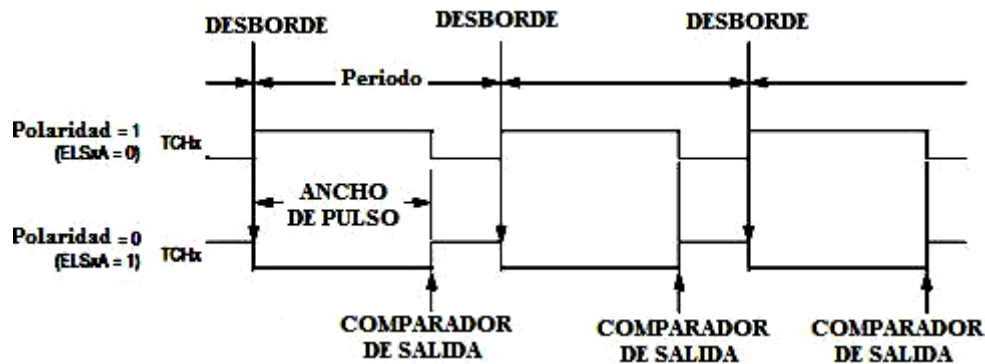 DESBORDE
DESBORDE
DESBORDE
Periodo
Polaridad = 1
(ELSxA = 0)
TCHx
ANCHO
DE PULSO
Polaridad = 0
(ELSxA = 1)
TCHx
COMPARADOR
DE SALIDA
COMPARADOR
DE SALIDA
COMPARADOR
DE SALIDA